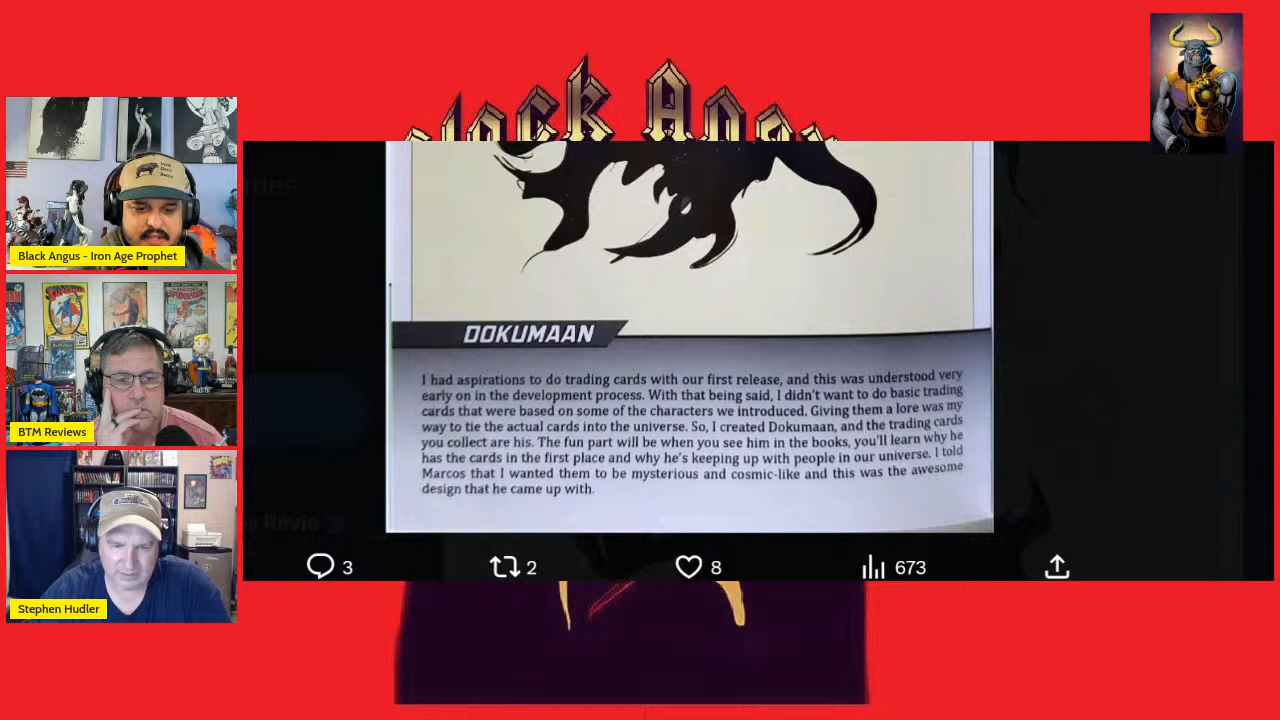 Black Angus
Black Angus - Iron Age Prophet
BTM Reviews
Stephen Hudler
DOKUMAAN
I had aspirations to do trading cards with our first release, and this was understood very
early on in the development process. With that being said, I didn't want to do basic trading
cards that were based on some of the characters we introduced. Giving them a lore was my
way to tie the actual cards into the universe. So, I created Dokumaan, and the trading cards
you collect are his. The fun part will be when you see him in the books, you'll learn why he
has the cards in the first place and why he's keeping up with people in our universe. I told
Marcos that I wanted them to be mysterious and cosmic-like and this was the awesome
design that he came up with.
3 2 8 673